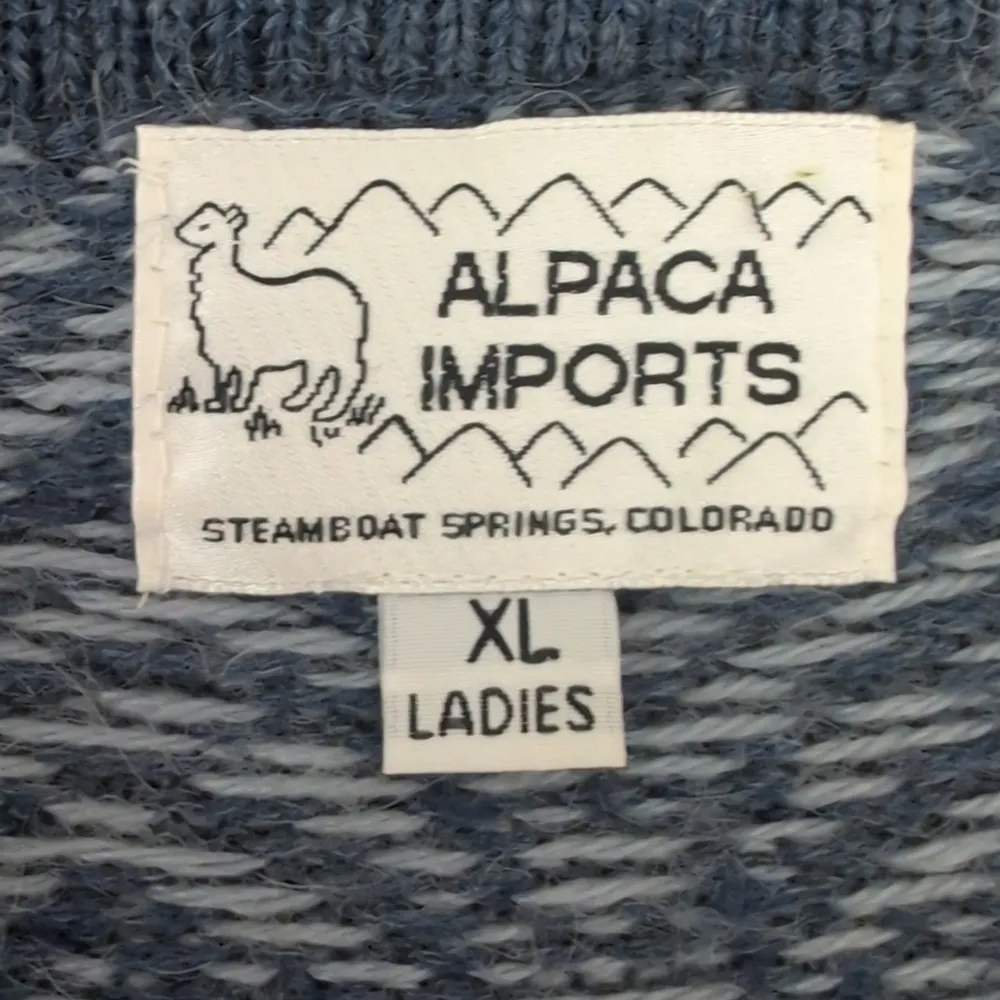 ALPACA
IMPORTS
STEAMBOAT SPRINGS, COLORADO
XL
LADIES